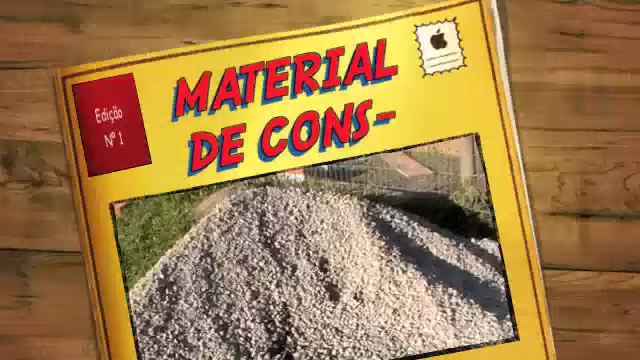 Edição
Nº 1
MATERIAL
DE CONS-